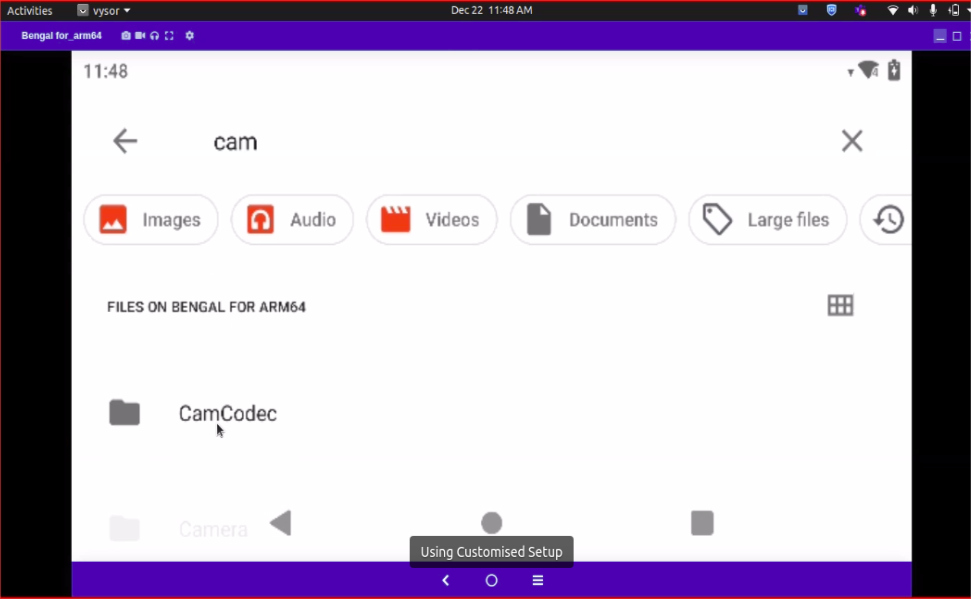 Activities vysor Dec 22 11:48 AM
Bengal for_arm64
11:48
cam
Images Audio Videos Documents Large files
FILES ON BENGAL FOR ARM64
CamCodec
Camera
Using Customised Setup